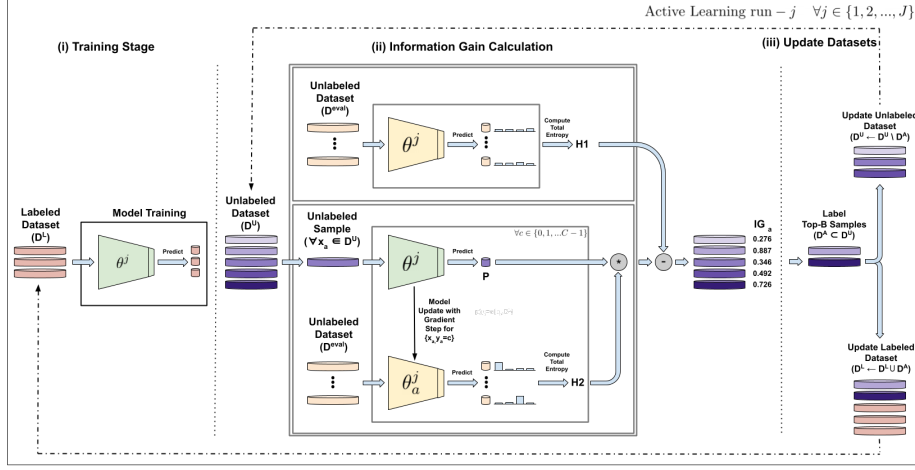 Active Learning run − j ∀j ∈ {1, 2, ..., J}
(i) Training Stage
(ii) Information Gain Calculation
(iii) Update Datasets
Unlabeled
Dataset
(D^eval)
θ^j
Predict
Compute
Total
Entropy
H1
Labeled
Dataset
(D^L)
Model Training
θ^j
Predict
Unlabeled
Dataset
(D^U)
Unlabeled
Sample
(∀x_a ∈ D^U)
∀c ∈ {0, 1, ...C − 1}
θ^j
Predict
P
*
-
Model
Update with
Gradient
Step for
{x_a y_a=c}
Unlabeled
Dataset
(D^eval)
θ_a^j
Predict
Compute
Total
Entropy
H2
IG_a
0.276
0.887
0.346
0.492
0.726
Label
Top-B Samples
(D^A ⊂ D^U)
Update Unlabeled
Dataset
(D^U ← D^U \ D^A)
Update Labeled
Dataset
(D^L ← D^L ∪ D^A)